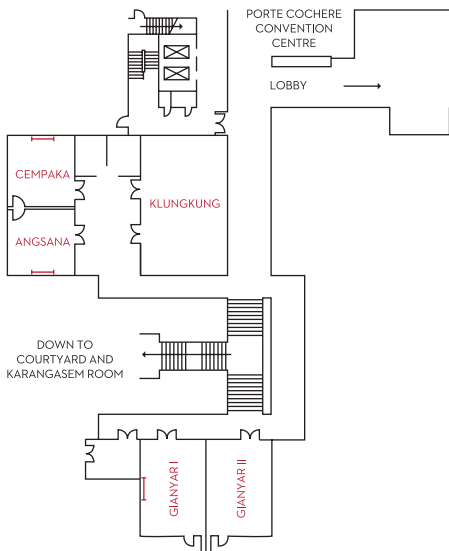 PORTE COCHERE
CONVENTION
CENTRE
LOBBY
CEMPAKA
KLUNGKUNG
ANGSANA
DOWN TO
COURTYARD AND
KARANGASEM ROOM
GIANYAR I
GIANYAR II